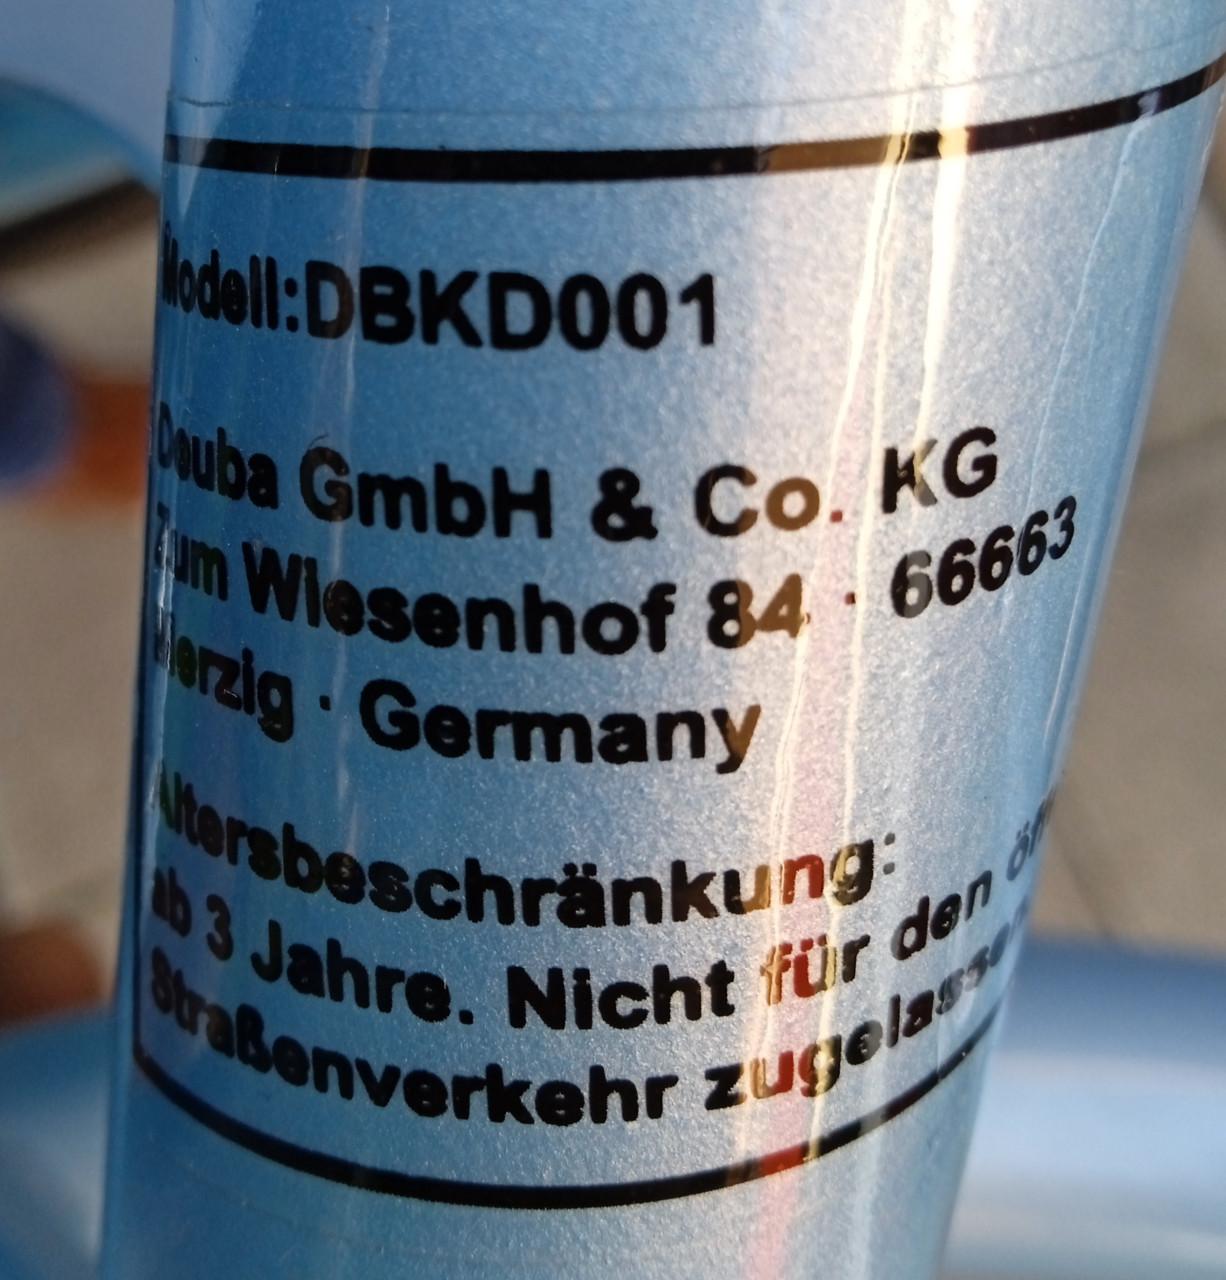 Modell:DBKD001
Deuba GmbH & Co. KG
Zum Wiesenhof 84 · 66663
Merzig · Germany
Altersbeschränkung:
ab 3 Jahre. Nicht für den
Straßenverkehr